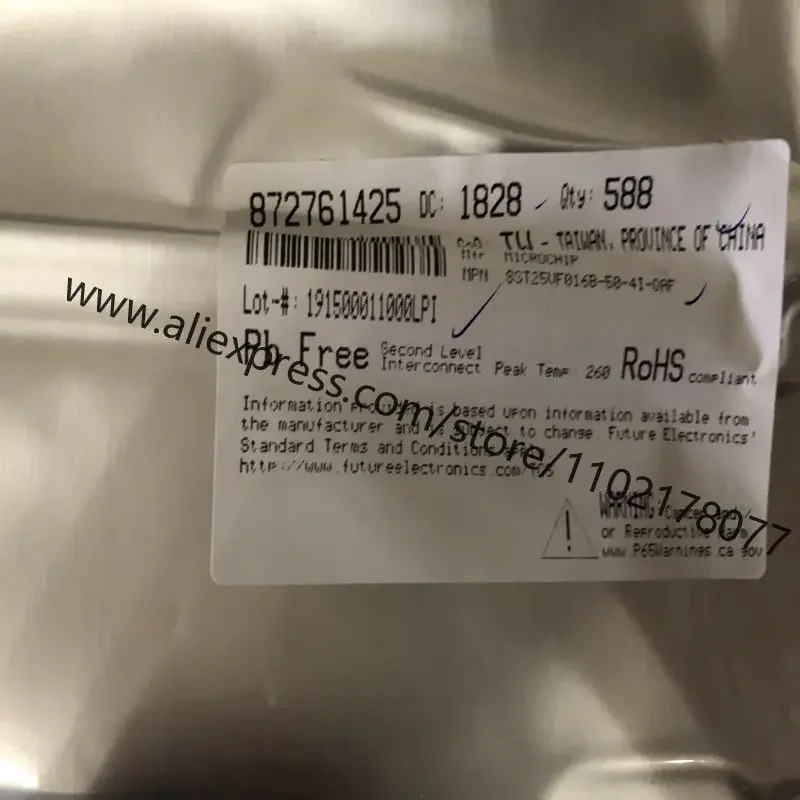 872761425 DC: 1828 Qty: 588
CoO TW - TAIWAN, PROVINCE OF CHINA
Mfr MICROCHIP
MPN SST25VF016B-50-4I-QAF
Lot-#: 191500011000LPI
Pb Free Second Level Interconnect Peak Temp: 260 RoHS compliant
Information Provided is based upon information available from
the manufacturer and is subject to change Future Electronics'
Standard Terms and Conditions
http://www.futureelectronics.com/
WARNING: Cancer and/
or Reproductive Harm
www.P65Warnings.ca.gov
www.aliexpress.com/store/1102178077